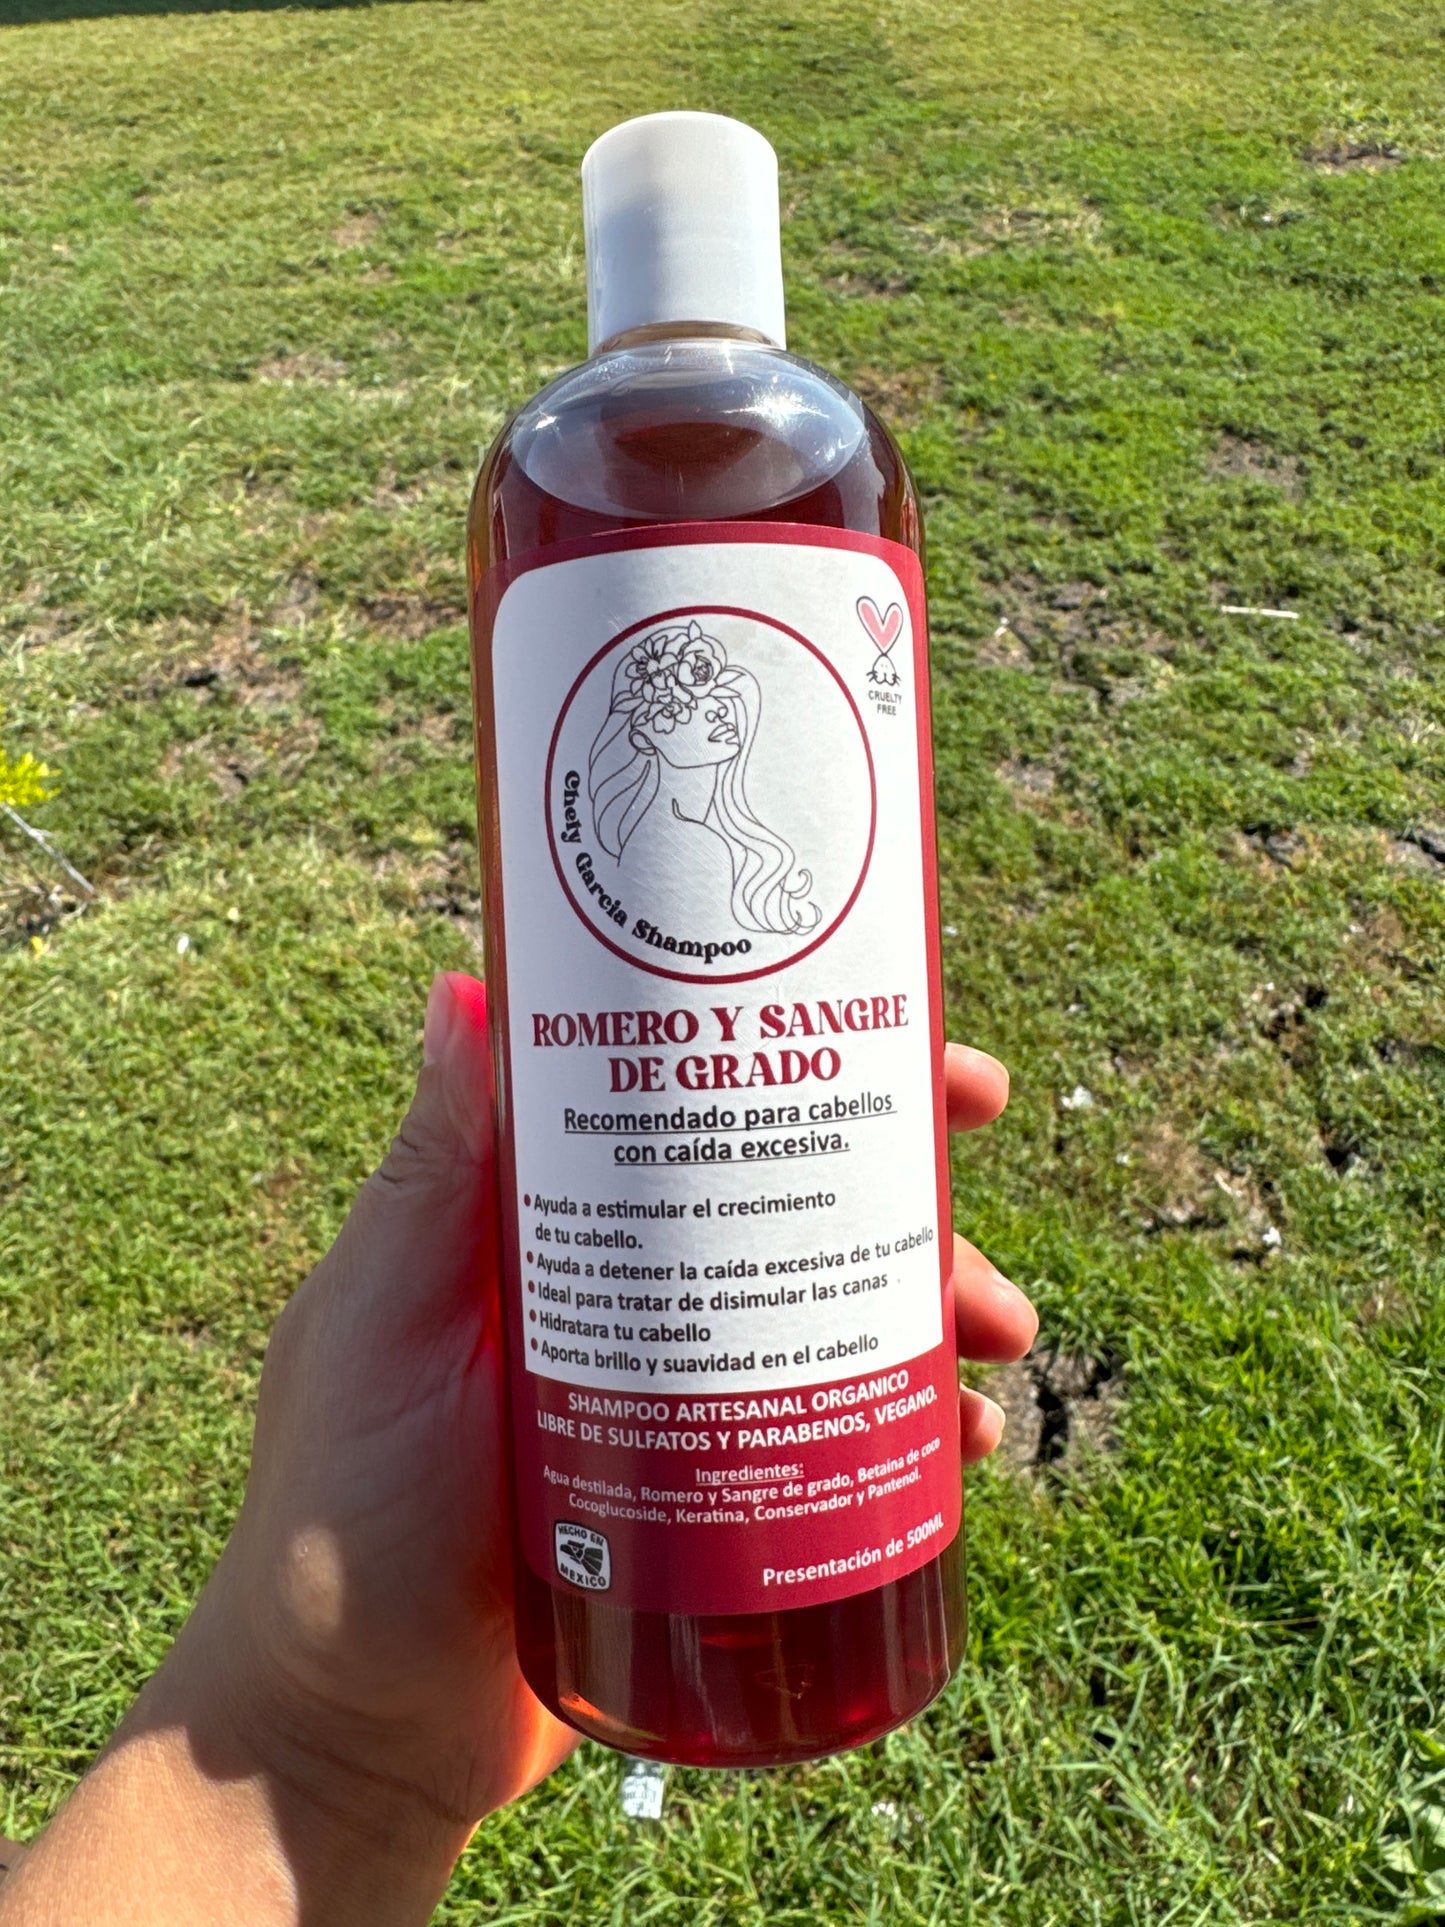 CRUELTY
FREE
Chety Garcia Shampoo
ROMERO Y SANGRE
DE GRADO
Recomendado para cabellos
con caída excesiva.
• Ayuda a estimular el crecimiento
de tu cabello.
• Ayuda a detener la caída excesiva de tu cabello
• Ideal para tratar de disimular las canas .
• Hidratara tu cabello
• Aporta brillo y suavidad en el cabello
SHAMPOO ARTESANAL ORGANICO
LIBRE DE SULFATOS Y PARABENOS, VEGANO.
Ingredientes:
Agua destilada, Romero y Sangre de grado, Betaina de coco
Cocoglucoside, Keratina, Conservador y Pantenol.
HECHO EN
MEXICO
Presentación de 500ML